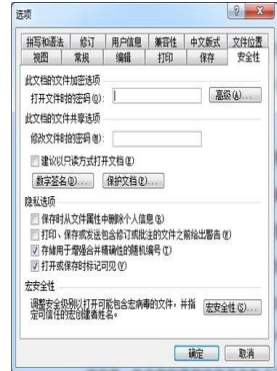 选项
拼写和语法 修订 用户信息 兼容性 中文版式 文件位置
视图 常规 编辑 打印 保存 安全性
此文档的文件加密选项
打开文件时的密码(O): 高级(A)...
此文档的文件共享选项
修改文件时的密码(M):
建议以只读方式打开文档(E)
数字签名(D)... 保护文档(P)...
隐私选项
保存时从文件属性中删除个人信息(R)
打印、保存或发送包含修订或批注的文件之前给出警告(W)
存储用于增强合并精确性的随机编号(T)
打开或保存时标记可见(V)
宏安全性
调整安全级别以打开可能包含宏病毒的文件,并指
定可信任的宏创建者姓名。 宏安全性(S)...
确定 取消